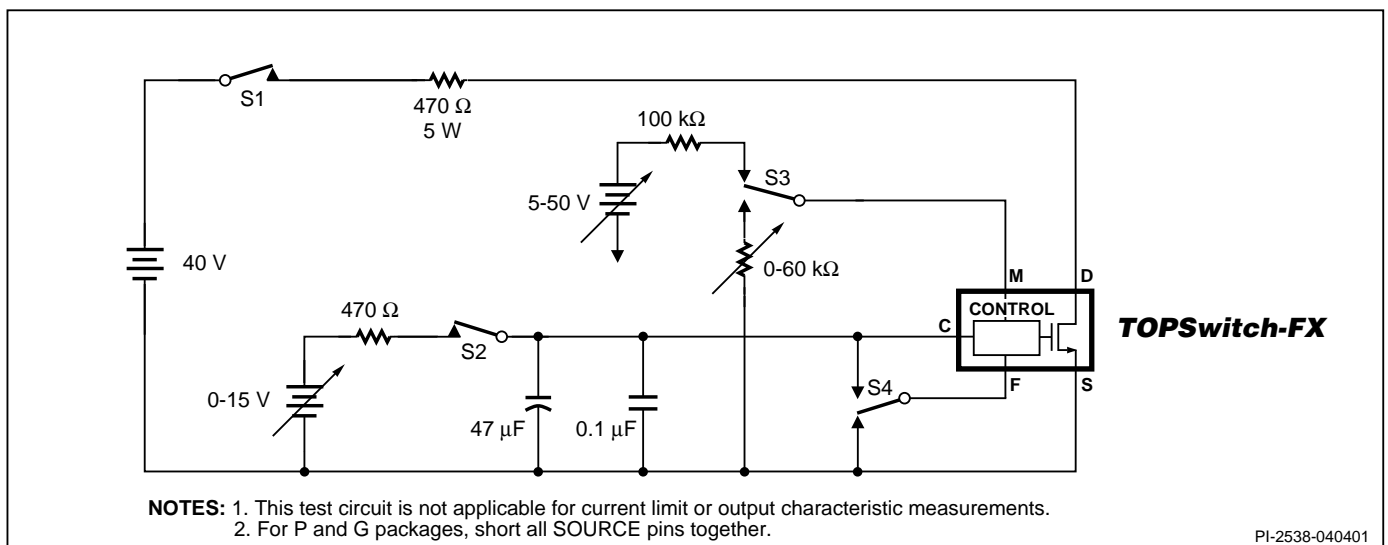 S1
470 Ω
5 W
100 kΩ
S3
5-50 V
0-60 kΩ
40 V
M
D
CONTROL
C
TOPSwitch-FX
470 Ω
S2
F
S
S4
0-15 V
47 µF
0.1 µF
NOTES: 1. This test circuit is not applicable for current limit or output characteristic measurements.
2. For P and G packages, short all SOURCE pins together.
PI-2538-040401